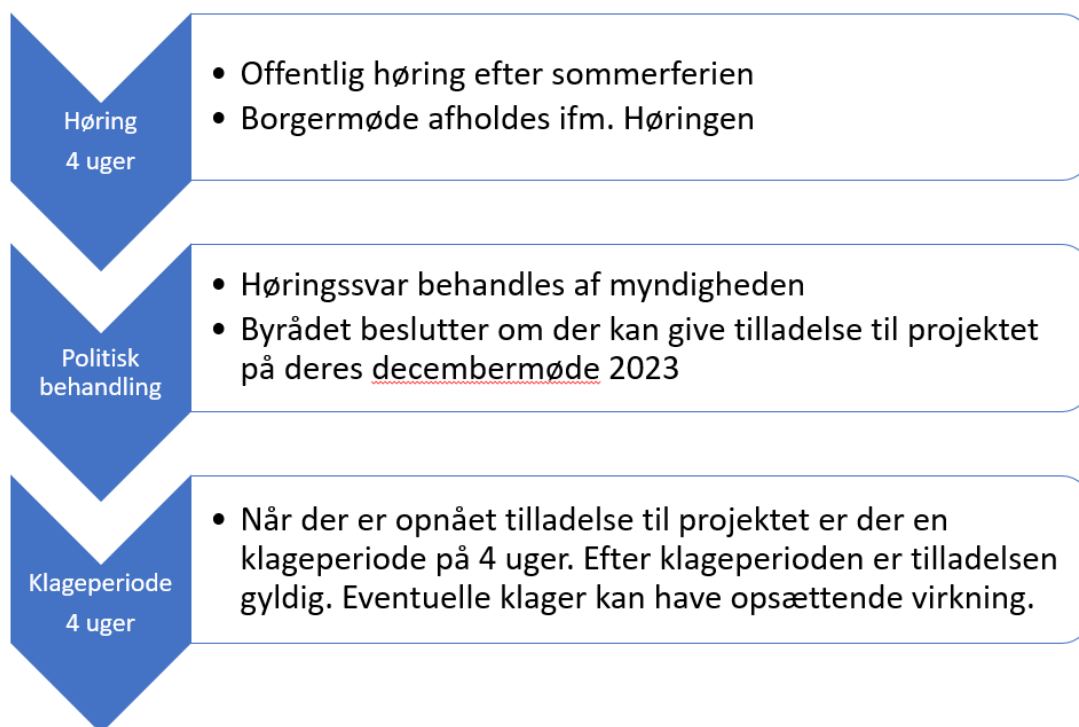 Høring
4 uger
• Offentlig høring efter sommerferien
• Borgermøde afholdes ifm. Høringen
Politisk
behandling
• Høringssvar behandles af myndigheden
• Byrådet beslutter om der kan give tilladelse til projektet
på deres decembermøde 2023
Klageperiode
4 uger
• Når der er opnået tilladelse til projektet er der en
klageperiode på 4 uger. Efter klageperioden er tilladelsen
gyldig. Eventuelle klager kan have opsættende virkning.